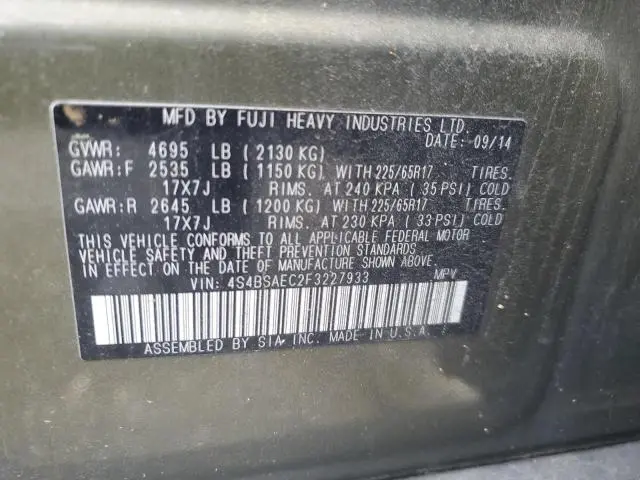 MFD BY FUJI HEAVY INDUSTRIES LTD.
DATE: 09/14
GVWR: 4695 LB (2130 KG)
GAWR:F 2535 LB (1150 KG) WITH 225/65R17 TIRES.
17X7J RIMS. AT 240 KPA (35 PSI) COLD
GAWR:R 2645 LB (1200 KG) WITH 225/65R17 TIRES.
17X7J RIMS. AT 230 KPA (33 PSI) COLD
THIS VEHICLE CONFORMS TO ALL APPLICABLE FEDERAL MOTOR
VEHICLE SAFETY AND THEFT PREVENTION STANDARDS
IN EFFECT ON THE DATE OF MANUFACTURE SHOWN ABOVE.
VIN: 4S4BSAEC2F3227933 MPV
ASSEMBLED BY SIA, INC. MADE IN U.S.A.